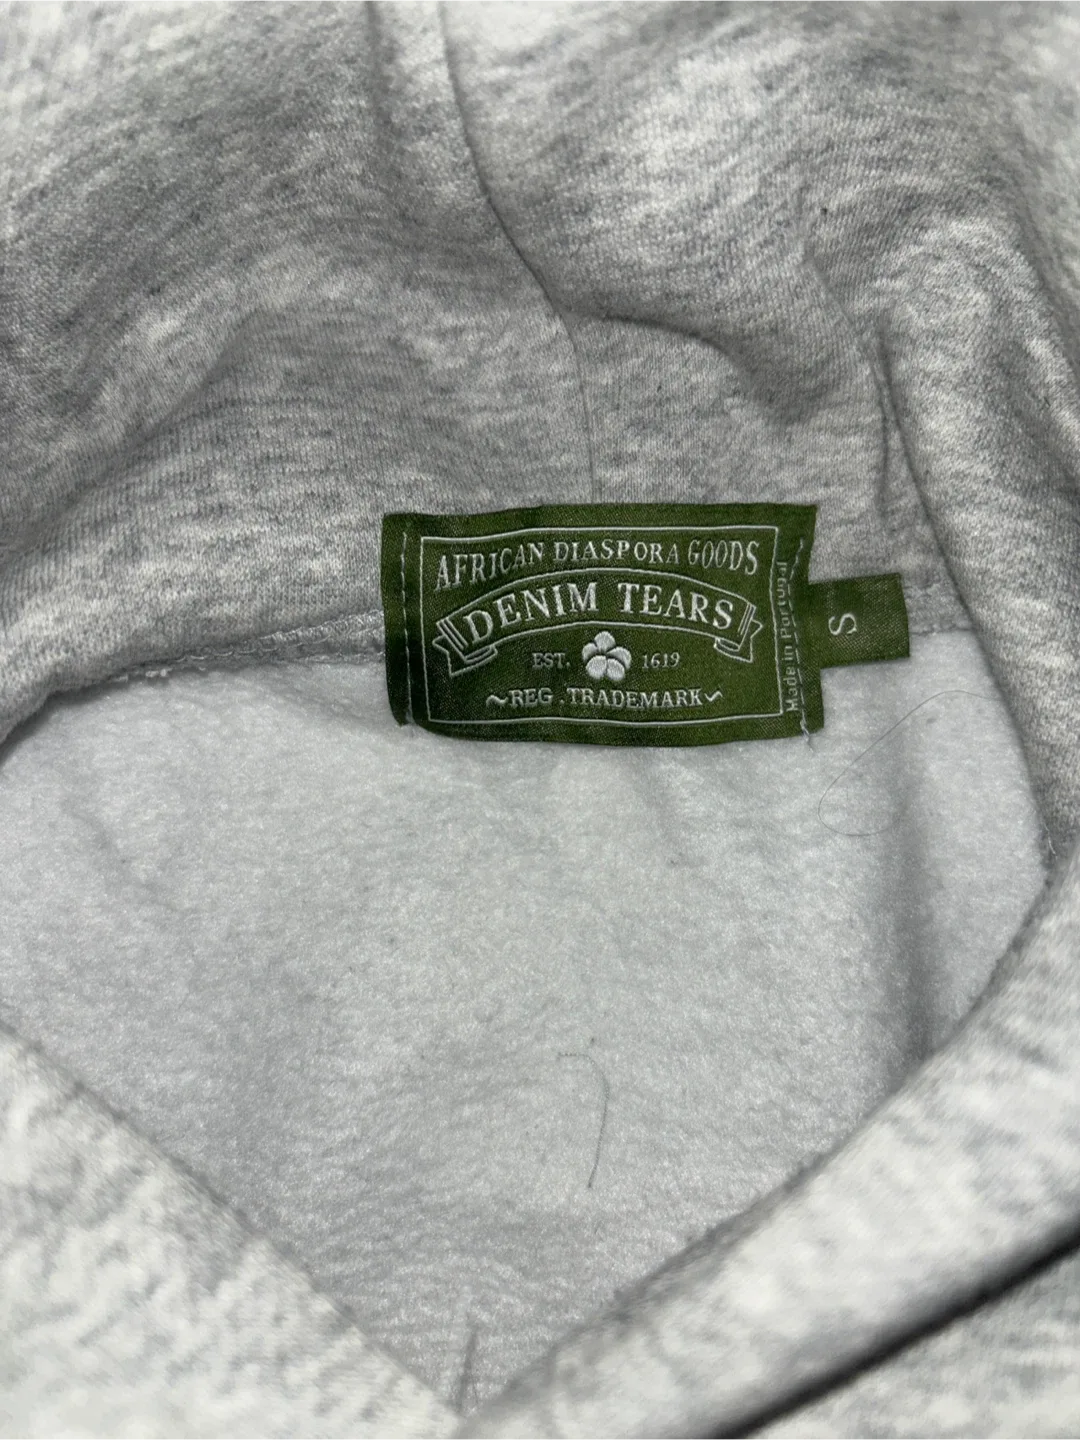 AFRICAN DIASPORA GOODS
DENIM TEARS
EST. 1619
~REG .TRADEMARK~
Made in Portugal
S